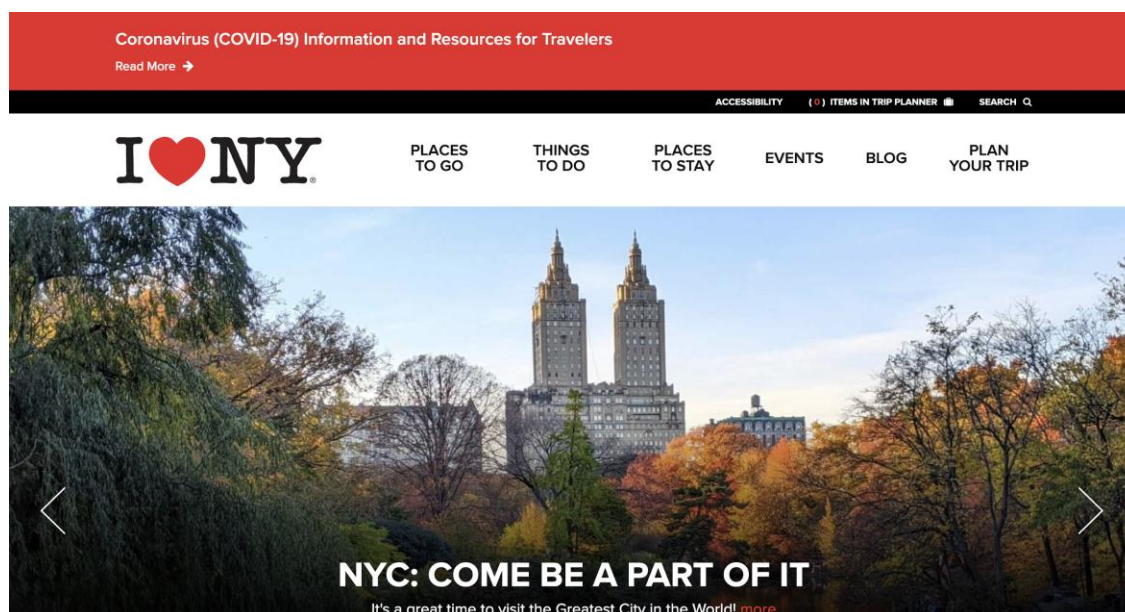 Coronavirus (COVID-19) Information and Resources for Travelers
Read More →
ACCESSIBILITY (0) ITEMS IN TRIP PLANNER SEARCH
I ❤ NY®
PLACES TO GO
THINGS TO DO
PLACES TO STAY
EVENTS
BLOG
PLAN YOUR TRIP
NYC: COME BE A PART OF IT
It's a great time to visit the Greatest City in the World! more